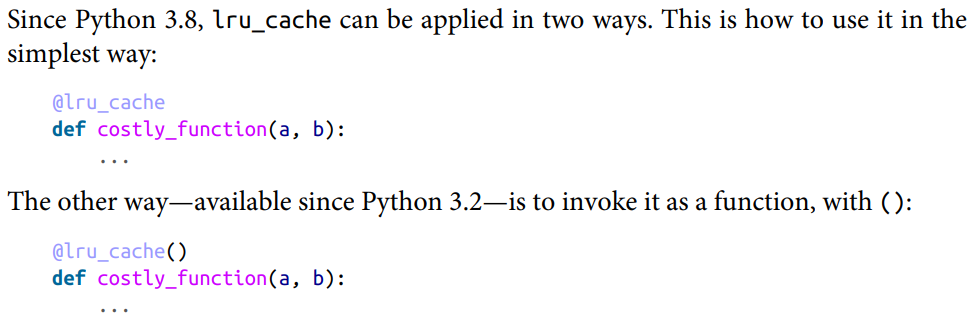 Since Python 3.8, lru_cache can be applied in two ways. This is how to use it in the
simplest way:
@lru_cache
def costly_function(a, b):
    ...
The other way—available since Python 3.2—is to invoke it as a function, with ():
@lru_cache()
def costly_function(a, b):
    ...